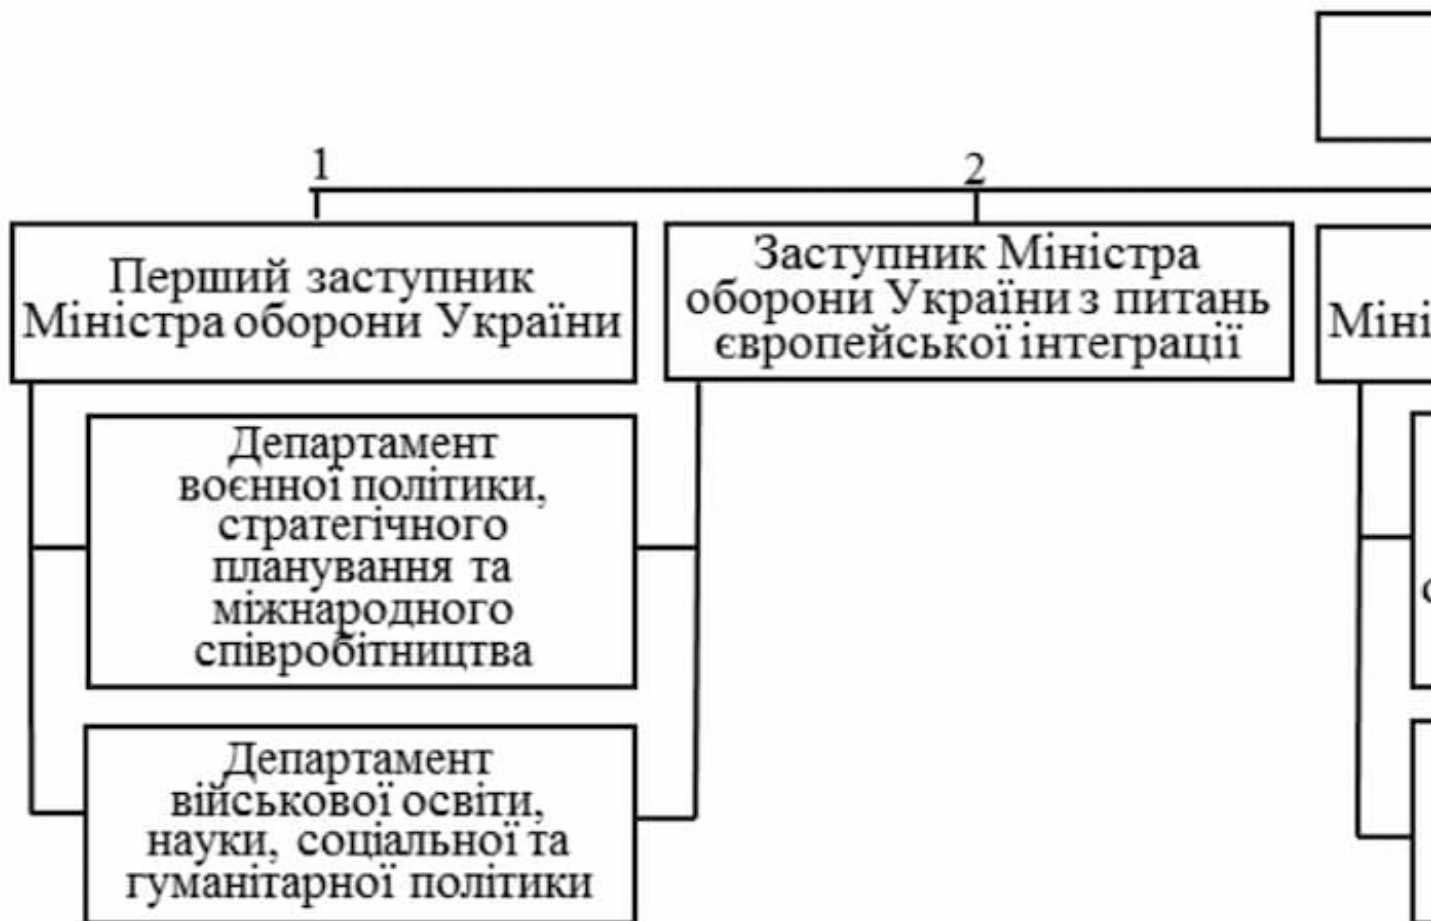 1
2
Перший заступник
Міністра оборони України
Заступник Міністра
оборони України з питань
європейської інтеграції
Департамент
воєнної політики,
стратегічного
планування та
міжнародного
співробітництва
Департамент
військової освіти,
науки, соціальної та
гуманітарної політики